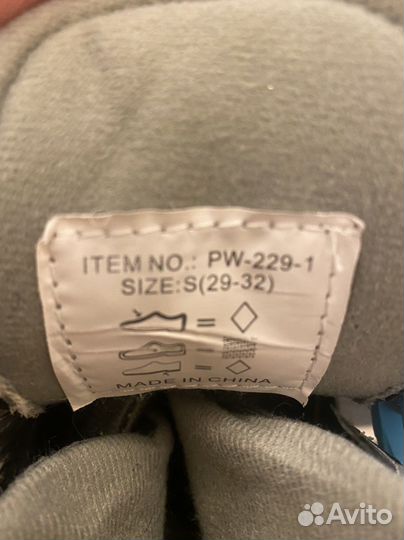 ITEM NO.: PW-229-1
SIZE:S(29-32)
=
=
=
MADE IN CHINA
Avito